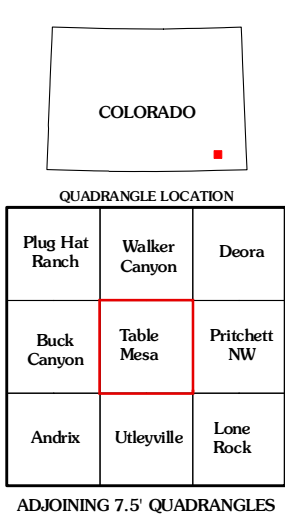 COLORADO
QUADRANGLE LOCATION
Plug Hat
Ranch
Walker
Canyon
Deora
Buck
Canyon
Table
Mesa
Pritchett
NW
Andrix
Utleyville
Lone
Rock
ADJOINING 7.5' QUADRANGLES